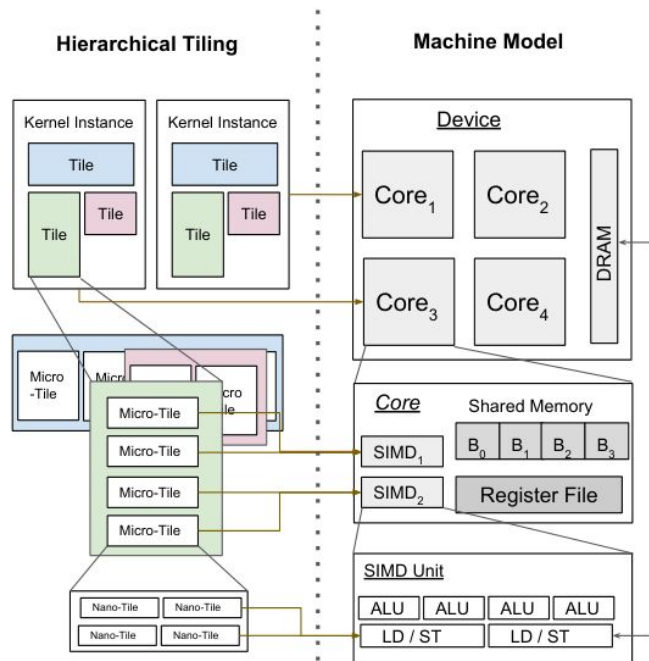 Hierarchical Tiling
Machine Model
Kernel Instance
Tile
Tile
Tile
Kernel Instance
Tile
Tile
Tile
Device
Core1
Core2
Core3
Core4
DRAM
Micro
-Tile
Micro-Tile
Micro-Tile
Micro-Tile
Micro-Tile
Nano-Tile
Nano-Tile
Nano-Tile
Nano-Tile
Core
Shared Memory
SIMD1
B0
B1
B2
B3
SIMD2
Register File
SIMD Unit
ALU
ALU
ALU
ALU
LD / ST
LD / ST